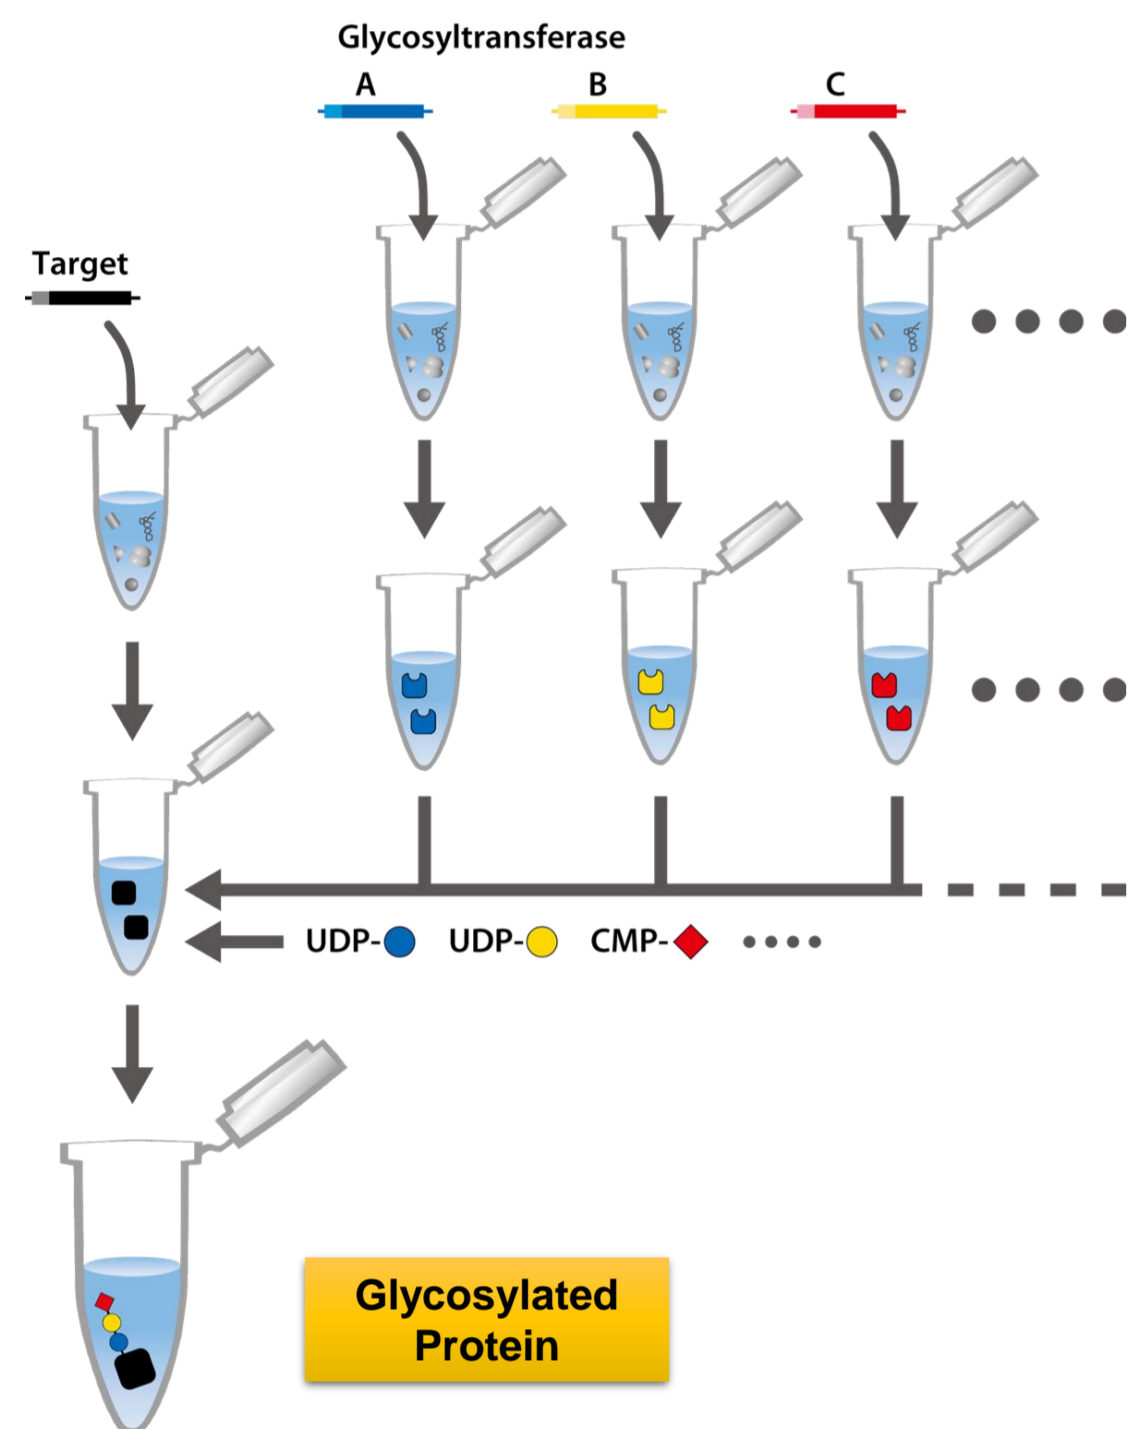 Glycosyltransferase
A B C
Target
UDP- UDP- CMP-
Glycosylated
Protein